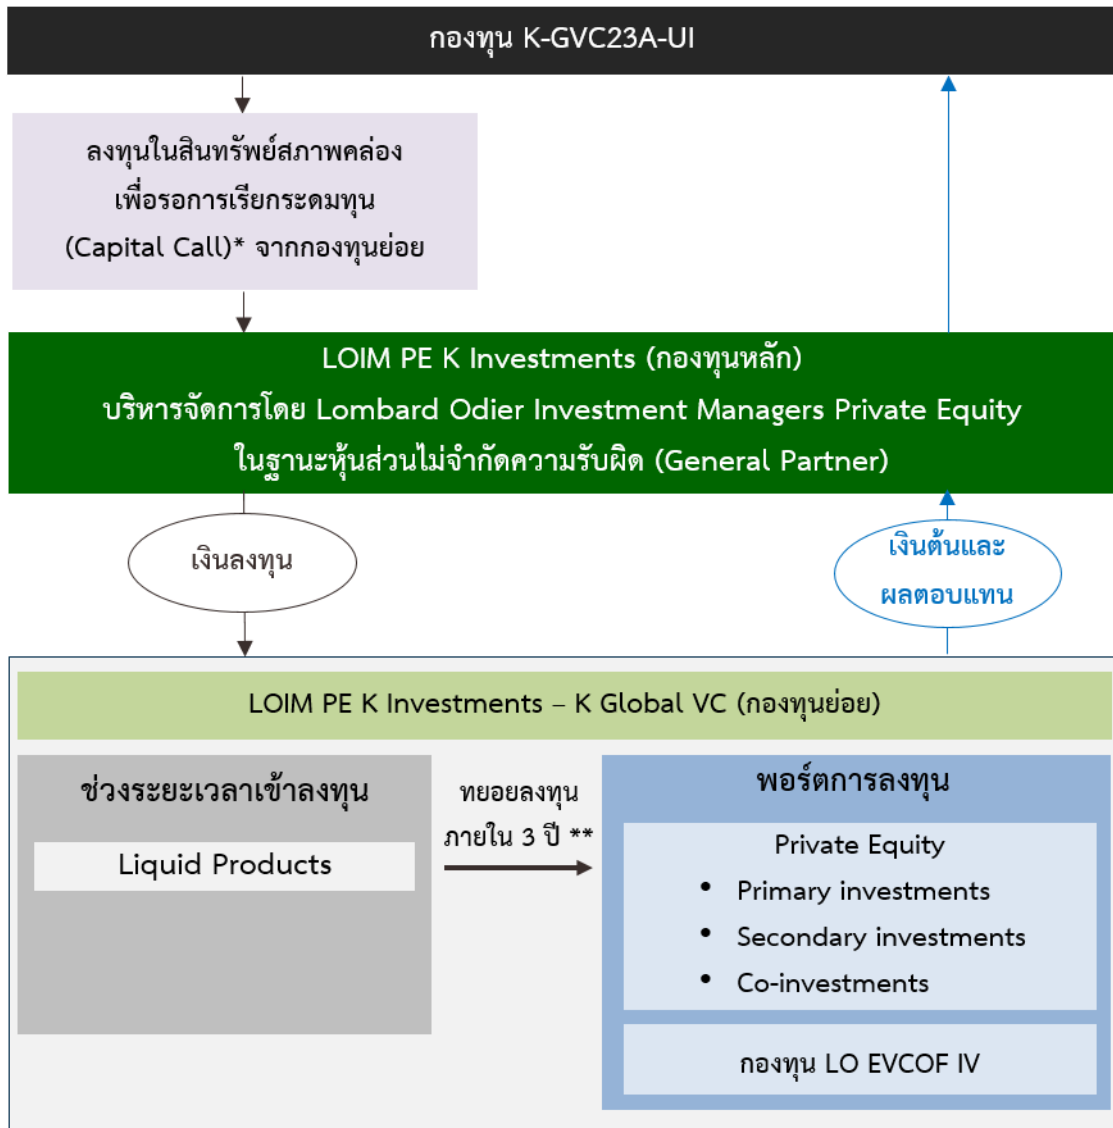 กองทุน K-GVC23A-UI
ลงทุนในสินทรัพย์สภาพคล่อง
เพื่อรอการเรียกระดมทุน
(Capital Call)* จากกองทุนย่อย
LOIM PE K Investments (กองทุนหลัก)
บริหารจัดการโดย Lombard Odier Investment Managers Private Equity
ในฐานะหุ้นส่วนไม่จำกัดความรับผิด (General Partner)
เงินลงทุน
เงินต้นและ
ผลตอบแทน
LOIM PE K Investments – K Global VC (กองทุนย่อย)
ช่วงระยะเวลาเข้าลงทุน
Liquid Products
ทยอยลงทุน
ภายใน 3 ปี **
พอร์ตการลงทุน
Private Equity
• Primary investments
• Secondary investments
• Co-investments
กองทุน LO EVCOF IV